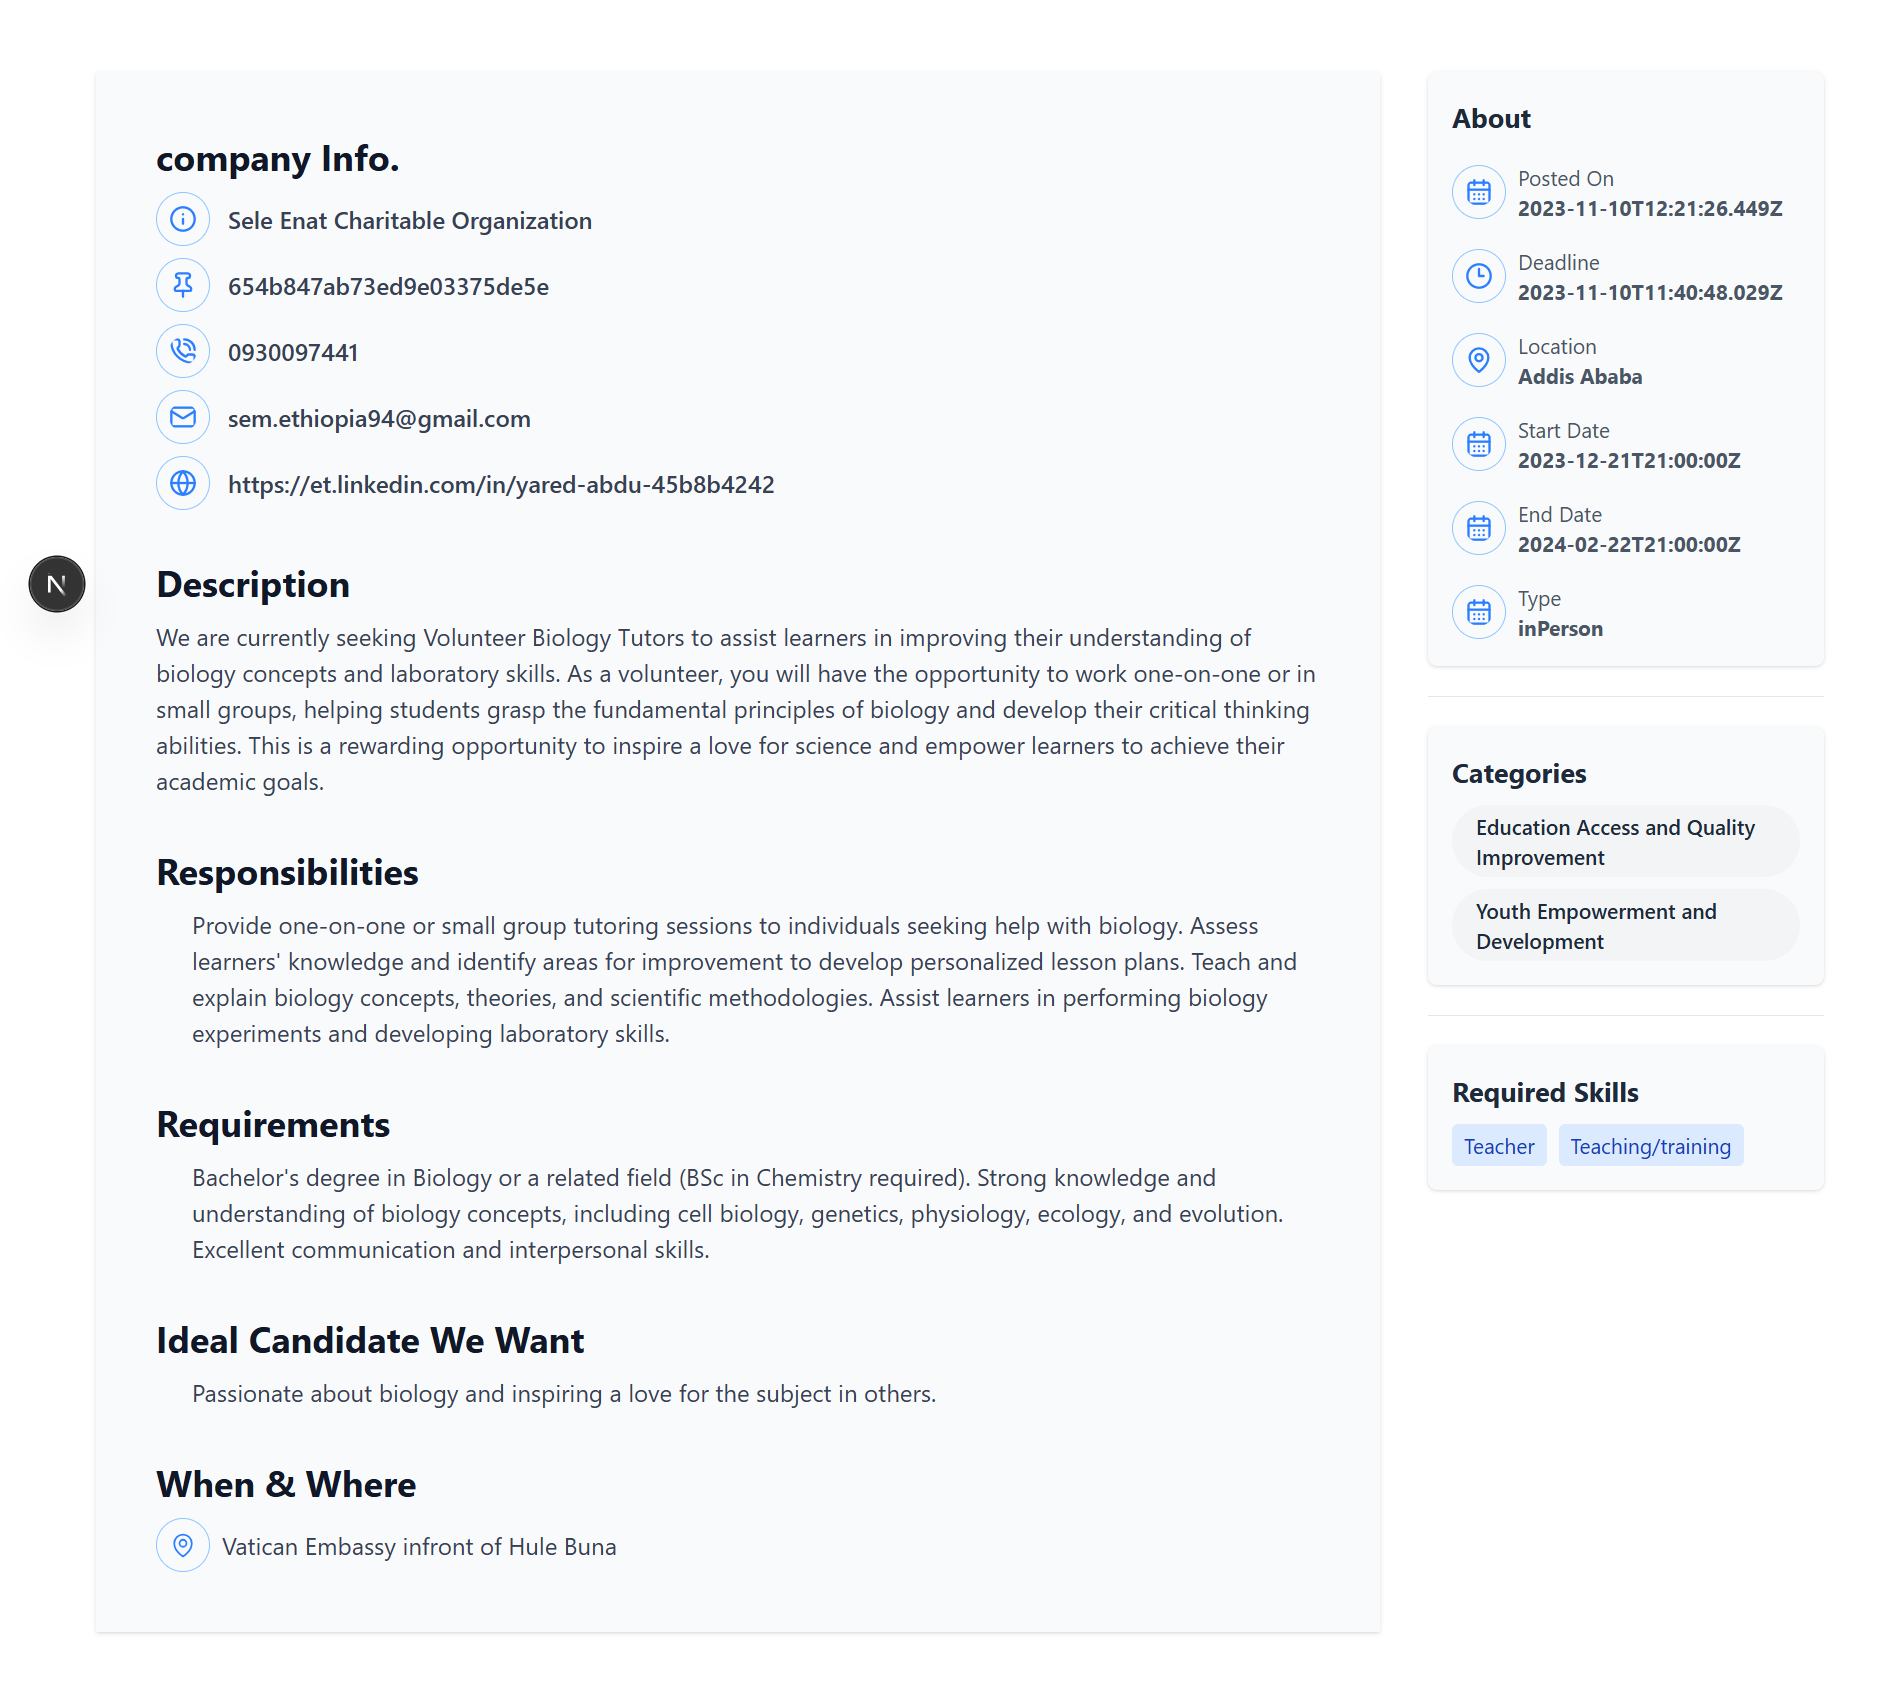 company Info.
Sele Enat Charitable Organization
654b847ab73ed9e03375de5e
0930097441
sem.ethiopia94@gmail.com
https://et.linkedin.com/in/yared-abdu-45b8b4242
N
Description
We are currently seeking Volunteer Biology Tutors to assist learners in improving their understanding of
biology concepts and laboratory skills. As a volunteer, you will have the opportunity to work one-on-one or in
small groups, helping students grasp the fundamental principles of biology and develop their critical thinking
abilities. This is a rewarding opportunity to inspire a love for science and empower learners to achieve their
academic goals.
Responsibilities
Provide one-on-one or small group tutoring sessions to individuals seeking help with biology. Assess
learners' knowledge and identify areas for improvement to develop personalized lesson plans. Teach and
explain biology concepts, theories, and scientific methodologies. Assist learners in performing biology
experiments and developing laboratory skills.
Requirements
Bachelor's degree in Biology or a related field (BSc in Chemistry required). Strong knowledge and
understanding of biology concepts, including cell biology, genetics, physiology, ecology, and evolution.
Excellent communication and interpersonal skills.
Ideal Candidate We Want
Passionate about biology and inspiring a love for the subject in others.
When & Where
Vatican Embassy infront of Hule Buna
About
Posted On
2023-11-10T12:21:26.449Z
Deadline
2023-11-10T11:40:48.029Z
Location
Addis Ababa
Start Date
2023-12-21T21:00:00Z
End Date
2024-02-22T21:00:00Z
Type
inPerson
Categories
Education Access and Quality
Improvement
Youth Empowerment and
Development
Required Skills
Teacher
Teaching/training